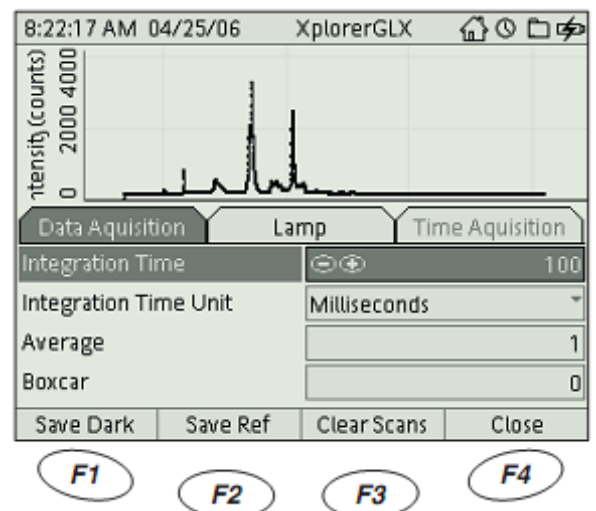 8:22:17 AM 04/25/06 XplorerGLX
ntensity (counts)
4000
2000
0
Data Aquisition Lamp Time Aquisition
Integration Time 100
Integration Time Unit Milliseconds
Average 1
Boxcar 0
Save Dark Save Ref Clear Scans Close
F1 F2 F3 F4